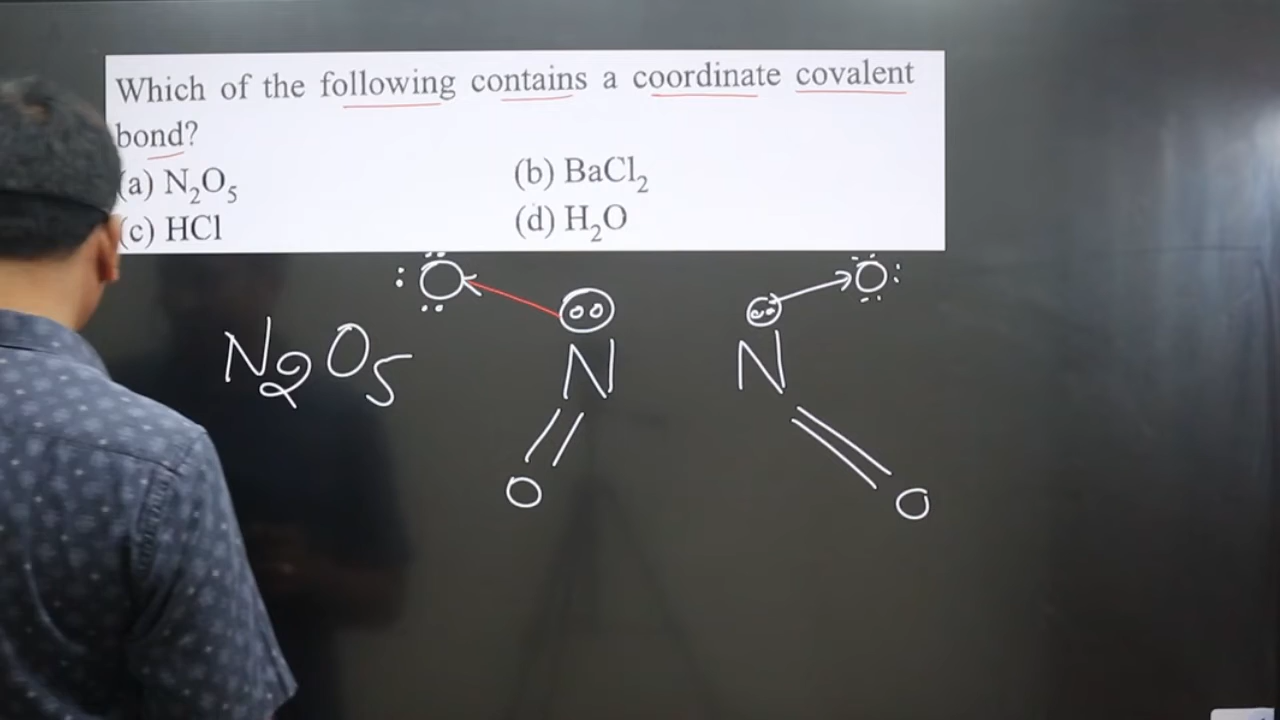 Which of the following contains a coordinate covalent
bond?
(a) N₂O₅ (b) BaCl₂
(c) HCl (d) H₂O
:O O:
N₂O₅ N N
O O